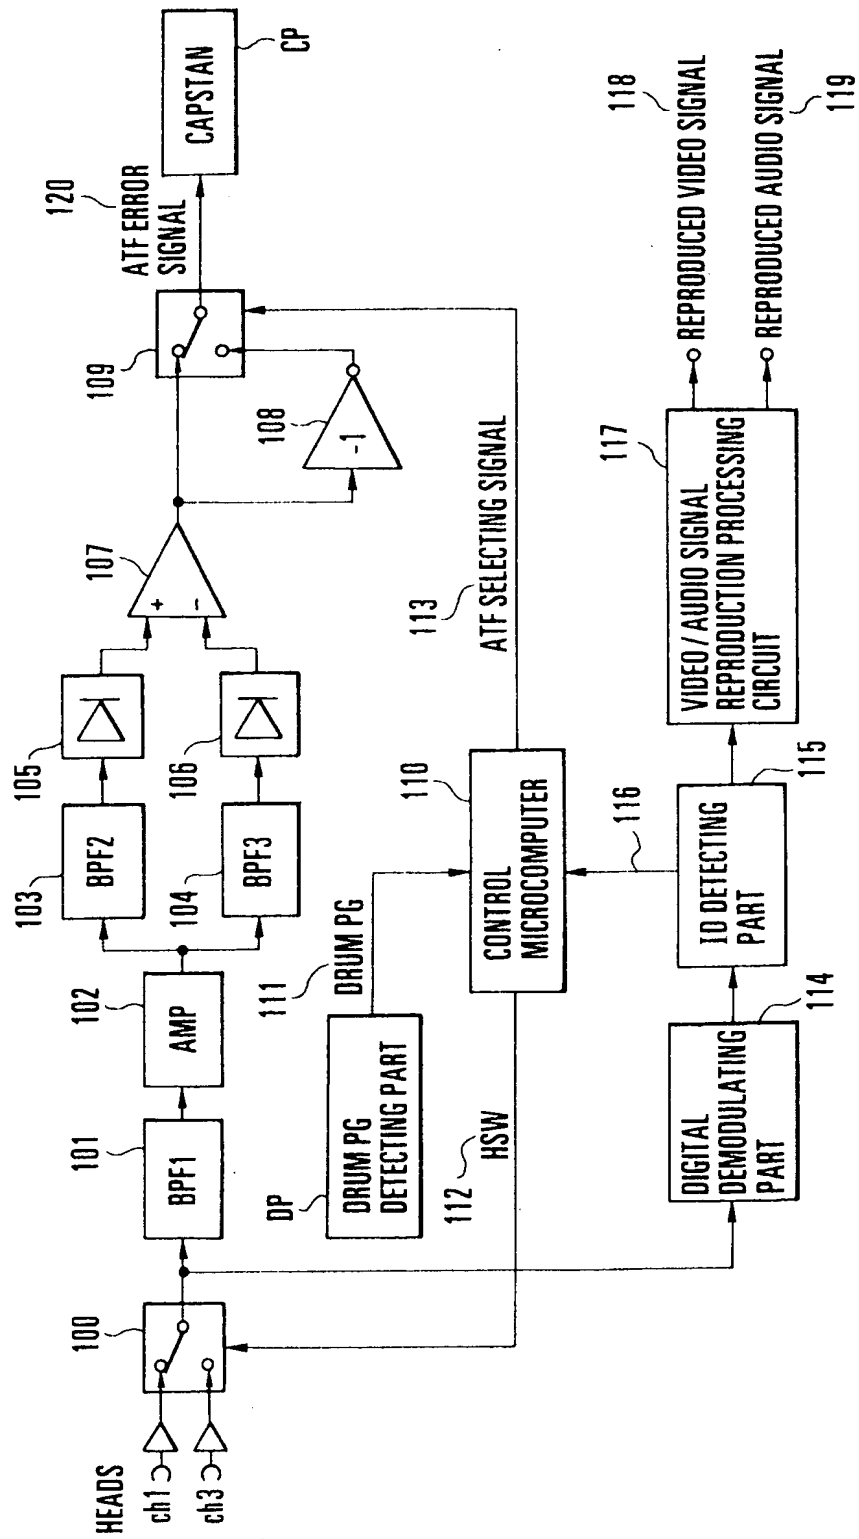 HEADS
ch1
ch3
100
101
BPF1
102
AMP
103
BPF2
104
BPF3
105
106
107
+
-
108
-1
109
120
ATF ERROR
SIGNAL
CAPSTAN
CP
DP
DRUM PG
DETECTING PART
111
DRUM PG
110
CONTROL
MICROCOMPUTER
112
HSW
113
ATF SELECTING SIGNAL
116
DIGITAL
DEMODULATING
PART
114
ID DETECTING
PART
115
117
VIDEO / AUDIO SIGNAL
REPRODUCTION PROCESSING
CIRCUIT
118
REPRODUCED VIDEO SIGNAL
REPRODUCED AUDIO SIGNAL
119